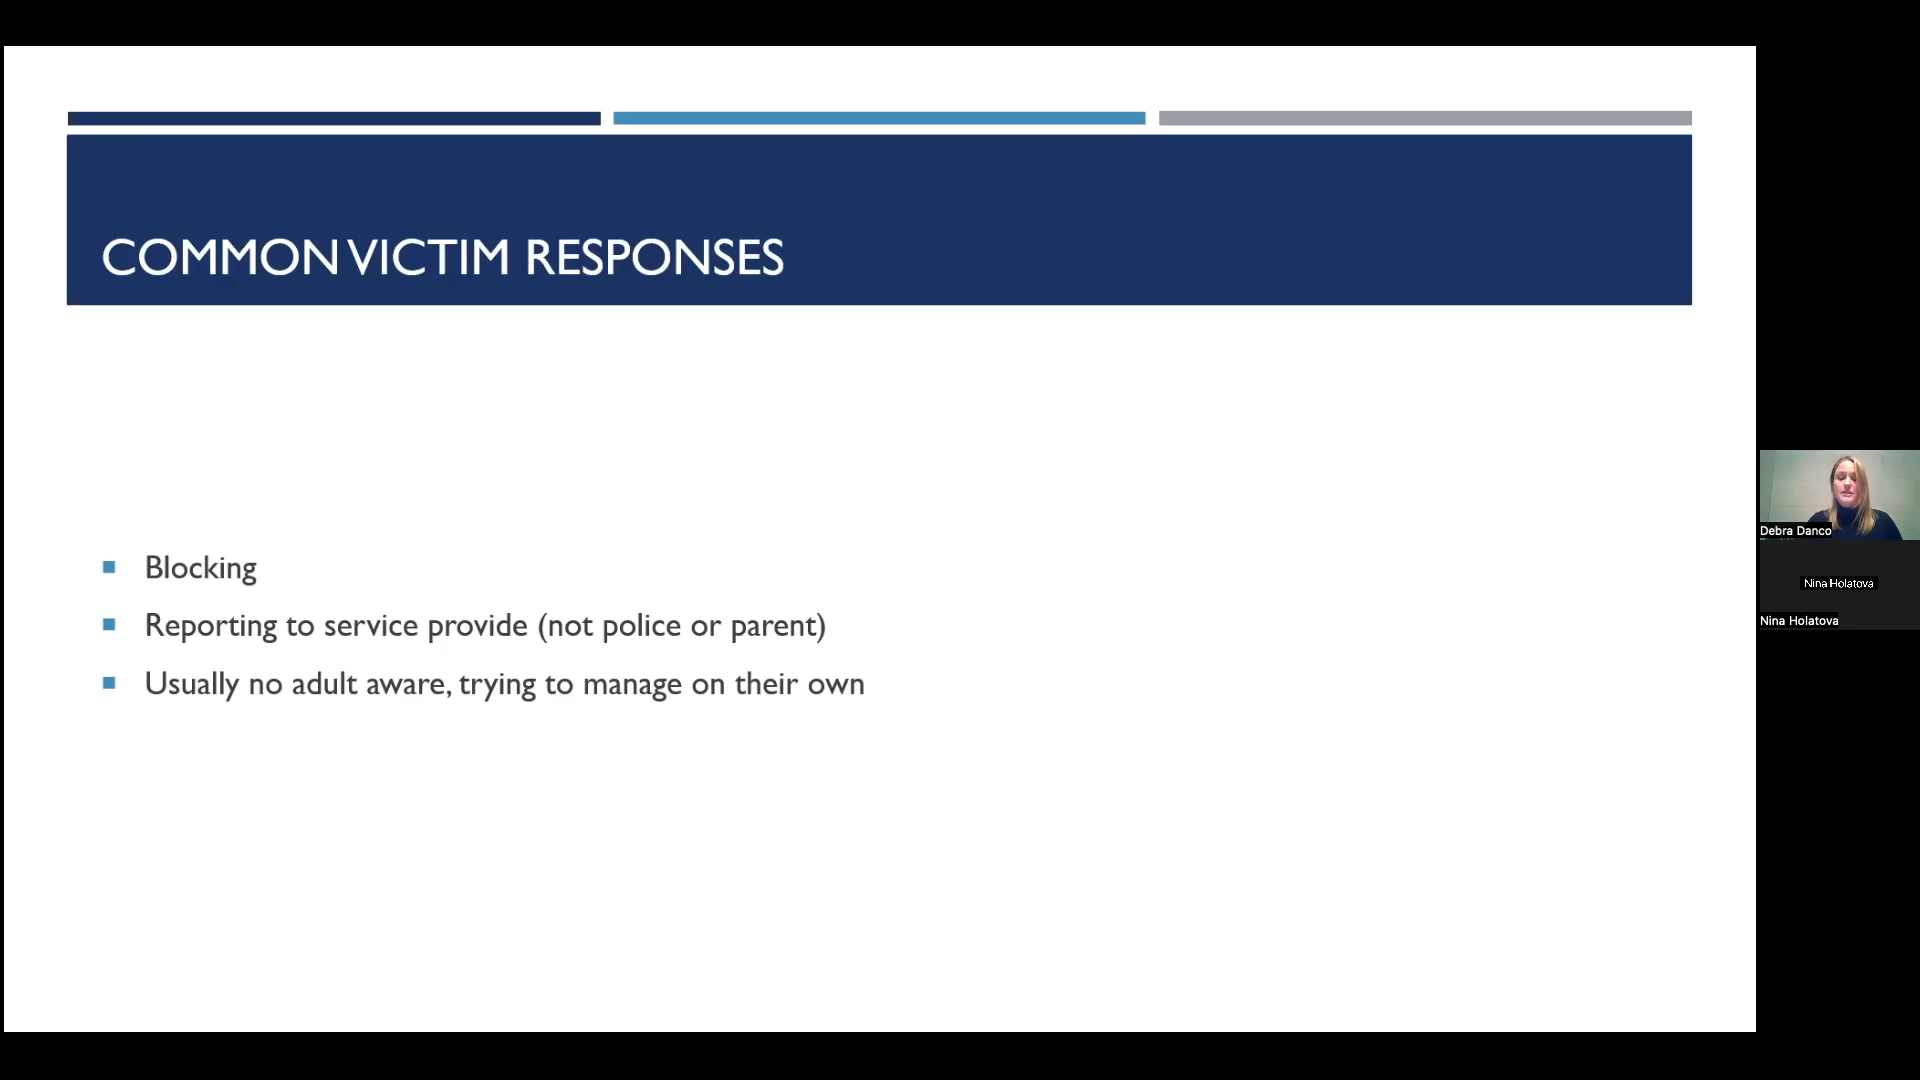 COMMON VICTIM RESPONSES
Blocking
Reporting to service provide (not police or parent)
Usually no adult aware, trying to manage on their own
Debra Danco
Nina Holatova
Nina Holatova